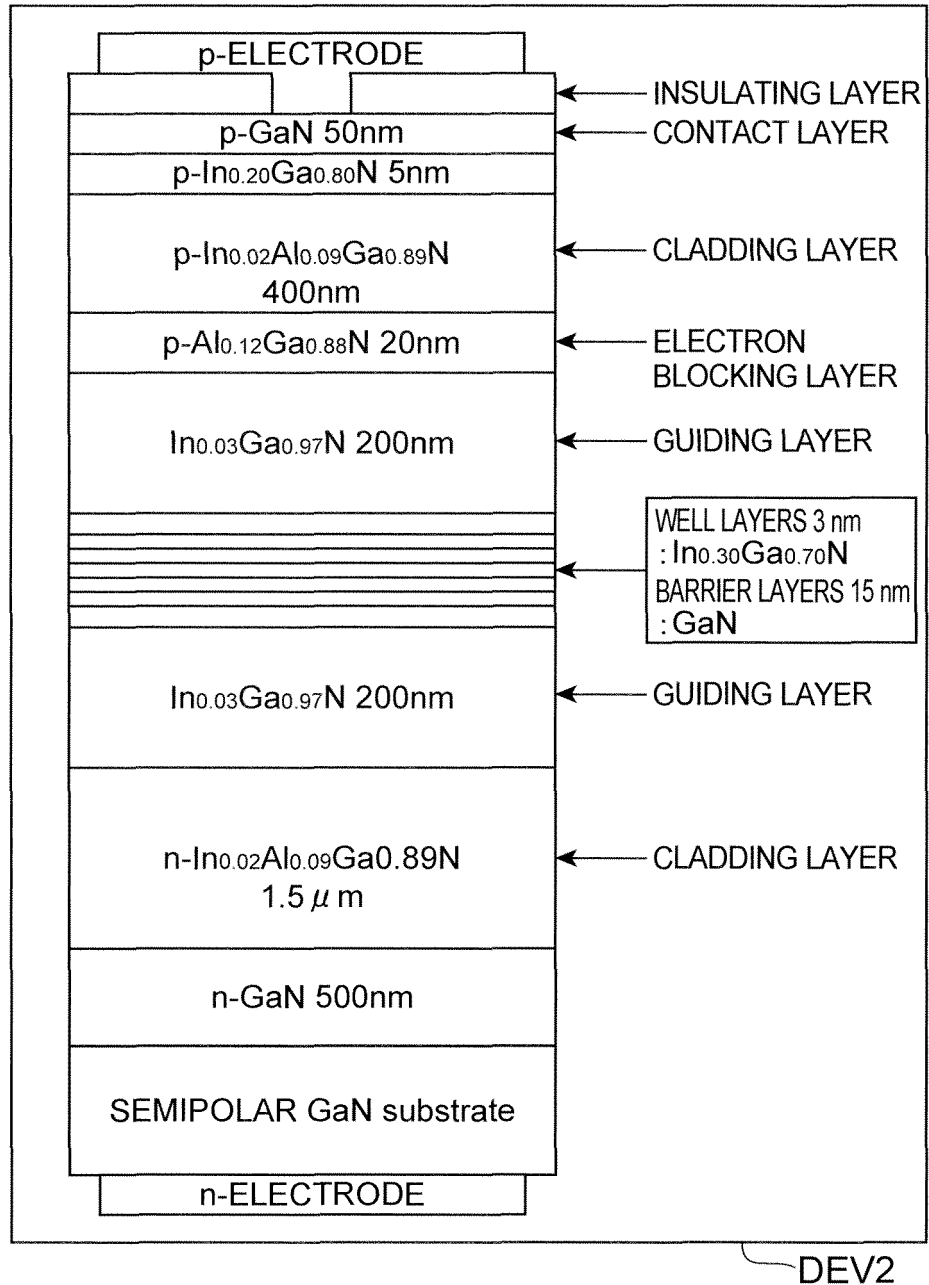 p-ELECTRODE
INSULATING LAYER
p-GaN 50nm
CONTACT LAYER
p-In0.20Ga0.80N 5nm
p-In0.02Al0.09Ga0.89N
400nm
CLADDING LAYER
p-Al0.12Ga0.88N 20nm
ELECTRON
BLOCKING LAYER
In0.03Ga0.97N 200nm
GUIDING LAYER
WELL LAYERS 3 nm
: In0.30Ga0.70N
BARRIER LAYERS 15 nm
: GaN
In0.03Ga0.97N 200nm
GUIDING LAYER
n-In0.02Al0.09Ga0.89N
1.5 μm
CLADDING LAYER
n-GaN 500nm
SEMIPOLAR GaN substrate
n-ELECTRODE
DEV2